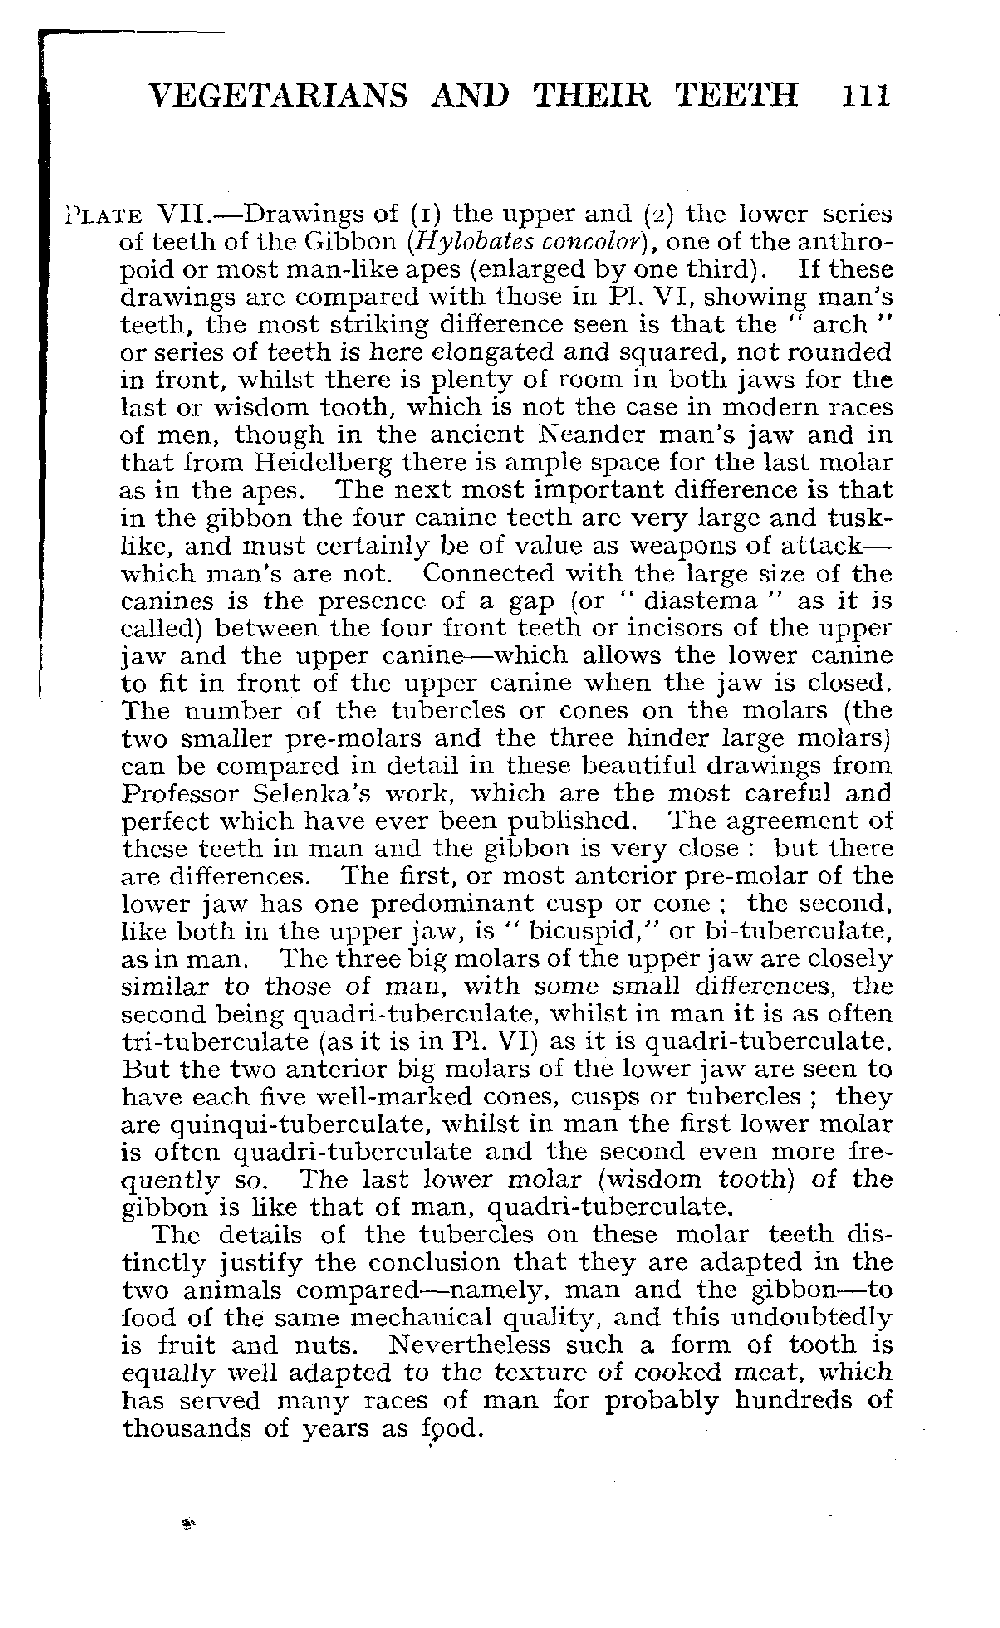 VEGETARIANS AND THEIR TEETH 111
PLATE VII.—Drawings of (1) the upper and (2) the lower series
of teeth of the Gibbon (Hylobates concolor), one of the anthro-
poid or most man-like apes (enlarged by one third). If these
drawings are compared with those in Pl. VI, showing man's
teeth, the most striking difference seen is that the " arch "
or series of teeth is here elongated and squared, not rounded
in front, whilst there is plenty of room in both jaws for the
last or wisdom tooth, which is not the case in modern races
of men, though in the ancient Neander man's jaw and in
that from Heidelberg there is ample space for the last molar
as in the apes. The next most important difference is that
in the gibbon the four canine teeth are very large and tusk-
like, and must certainly be of value as weapons of attack—
which man's are not. Connected with the large size of the
canines is the presence of a gap (or " diastema " as it is
called) between the four front teeth or incisors of the upper
jaw and the upper canine—which allows the lower canine
to fit in front of the upper canine when the jaw is closed.
The number of the tubercles or cones on the molars (the
two smaller pre-molars and the three hinder large molars)
can be compared in detail in these beautiful drawings from
Professor Selenka's work, which are the most careful and
perfect which have ever been published. The agreement of
these teeth in man and the gibbon is very close : but there
are differences. The first, or most anterior pre-molar of the
lower jaw has one predominant cusp or cone ; the second,
like both in the upper jaw, is " bicuspid," or bi-tuberculate,
as in man. The three big molars of the upper jaw are closely
similar to those of man, with some small differences, the
second being quadri-tuberculate, whilst in man it is as often
tri-tuberculate (as it is in Pl. VI) as it is quadri-tuberculate.
But the two anterior big molars of the lower jaw are seen to
have each five well-marked cones, cusps or tubercles ; they
are quinqui-tuberculate, whilst in man the first lower molar
is often quadri-tuberculate and the second even more fre-
quently so. The last lower molar (wisdom tooth) of the
gibbon is like that of man, quadri-tuberculate.
The details of the tubercles on these molar teeth dis-
tinctly justify the conclusion that they are adapted in the
two animals compared—namely, man and the gibbon—to
food of the same mechanical quality, and this undoubtedly
is fruit and nuts. Nevertheless such a form of tooth is
equally well adapted to the texture of cooked meat, which
has served many races of man for probably hundreds of
thousands of years as food.